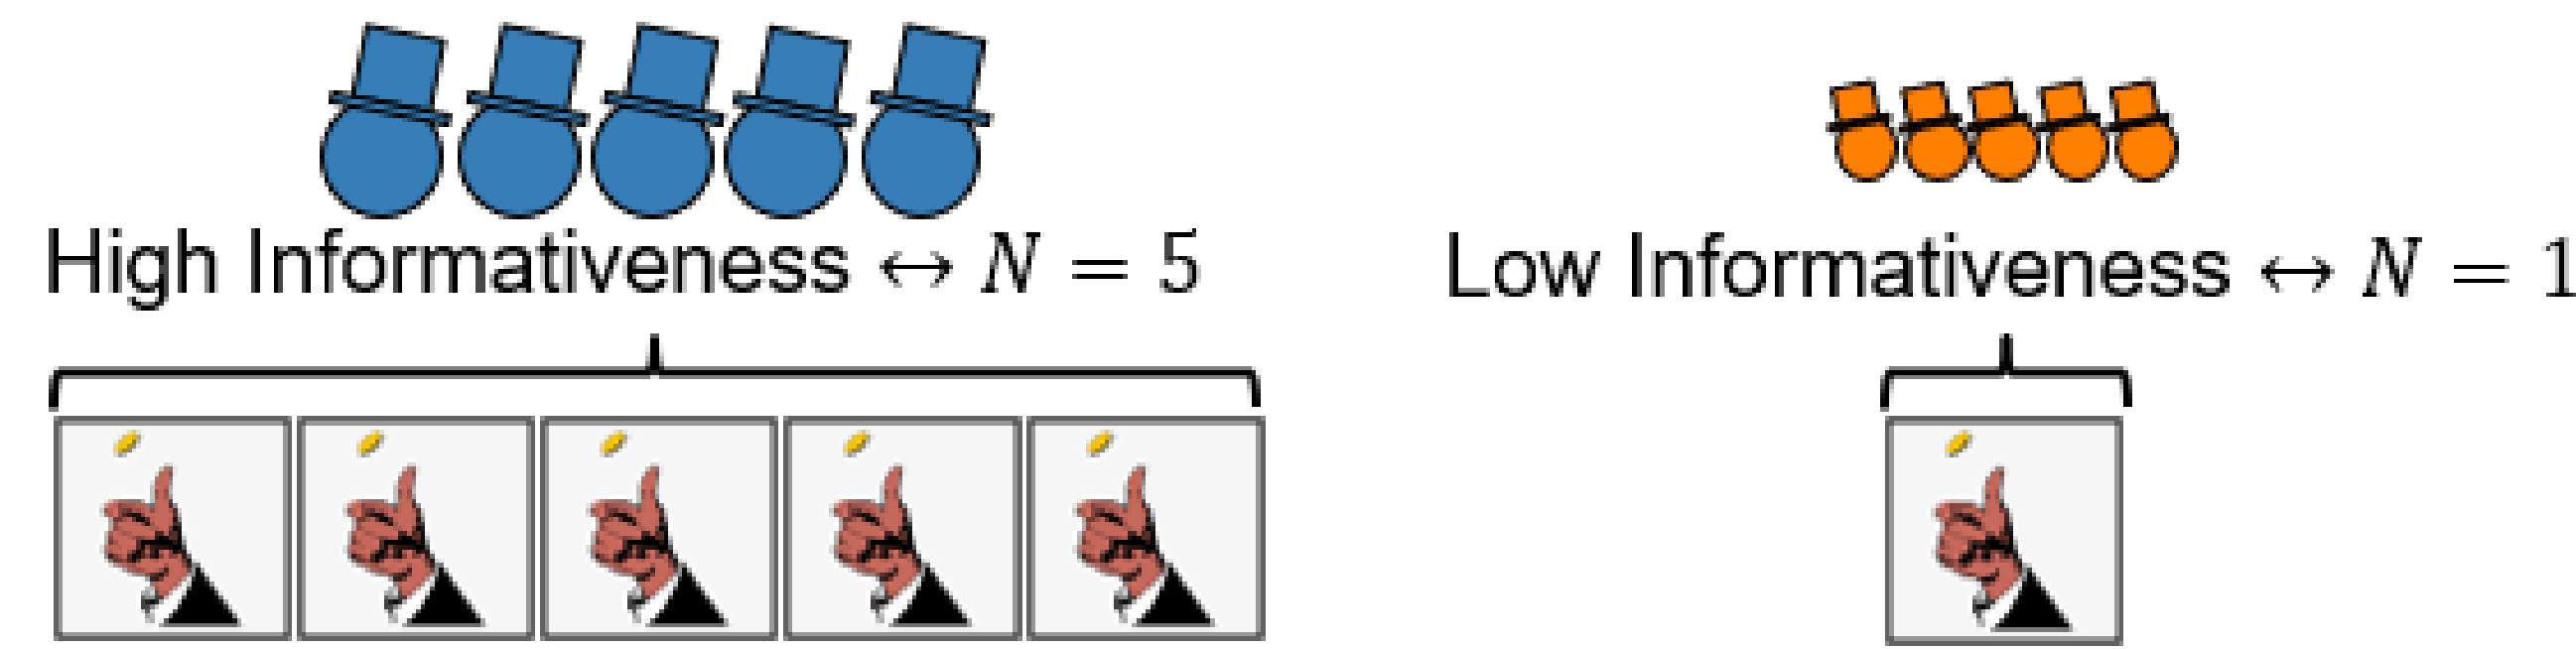 High Informativeness ↔ N = 5
Low Informativeness ↔ N = 1